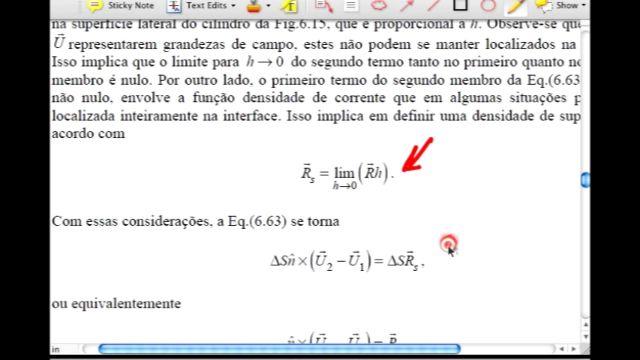 Sticky Note Text Edits Show
na superfície lateral do cilindro da Fig.6.15, que é proporcional a h. Observe-se qu
U⃗ representarem grandezas de campo, estes não podem se manter localizados na
Isso implica que o limite para h → 0 do segundo termo tanto no primeiro quanto no
membro é nulo. Por outro lado, o primeiro termo do segundo membro da Eq.(6.63
não nulo, envolve a função densidade de corrente que em algumas situações p
localizada inteiramente na interface. Isso implica em definir uma densidade de sup
acordo com
R⃗ₛ = lim_{h→0} (R⃗h).
Com essas considerações, a Eq.(6.63) se torna
ΔSn̂ × (U⃗₂ − U⃗₁) = ΔSR⃗ₛ,
ou equivalentemente
in